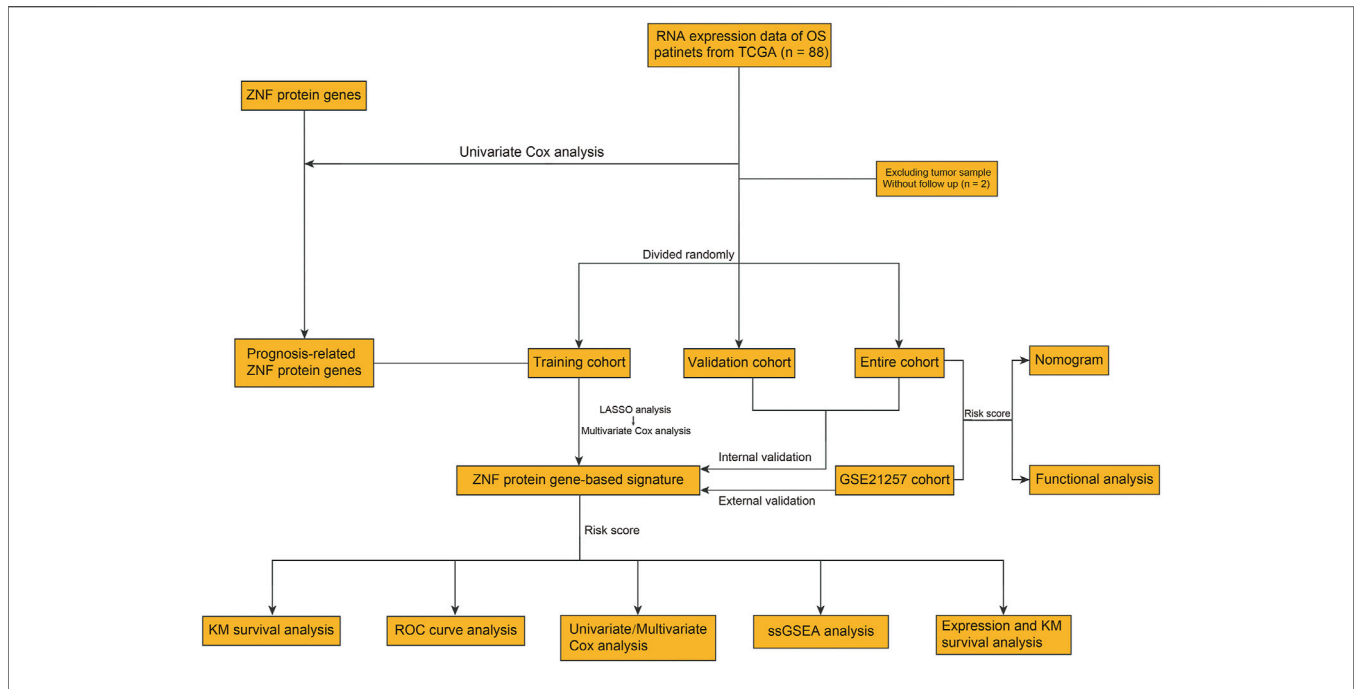 RNA expression data of OS
patinets from TCGA (n = 88)
ZNF protein genes
Univariate Cox analysis
Excluding tumor sample
Without follow up (n = 2)
Divided randomly
Prognosis-related
ZNF protein genes
Training cohort
Validation cohort
Entire cohort
Nomogram
LASSO analysis
Multivariate Cox analysis
Risk score
Internal validation
ZNF protein gene-based signature
GSE21257 cohort
Functional analysis
External validation
Risk score
KM survival analysis
ROC curve analysis
Univariate/Multivariate
Cox analysis
ssGSEA analysis
Expression and KM
survival analysis